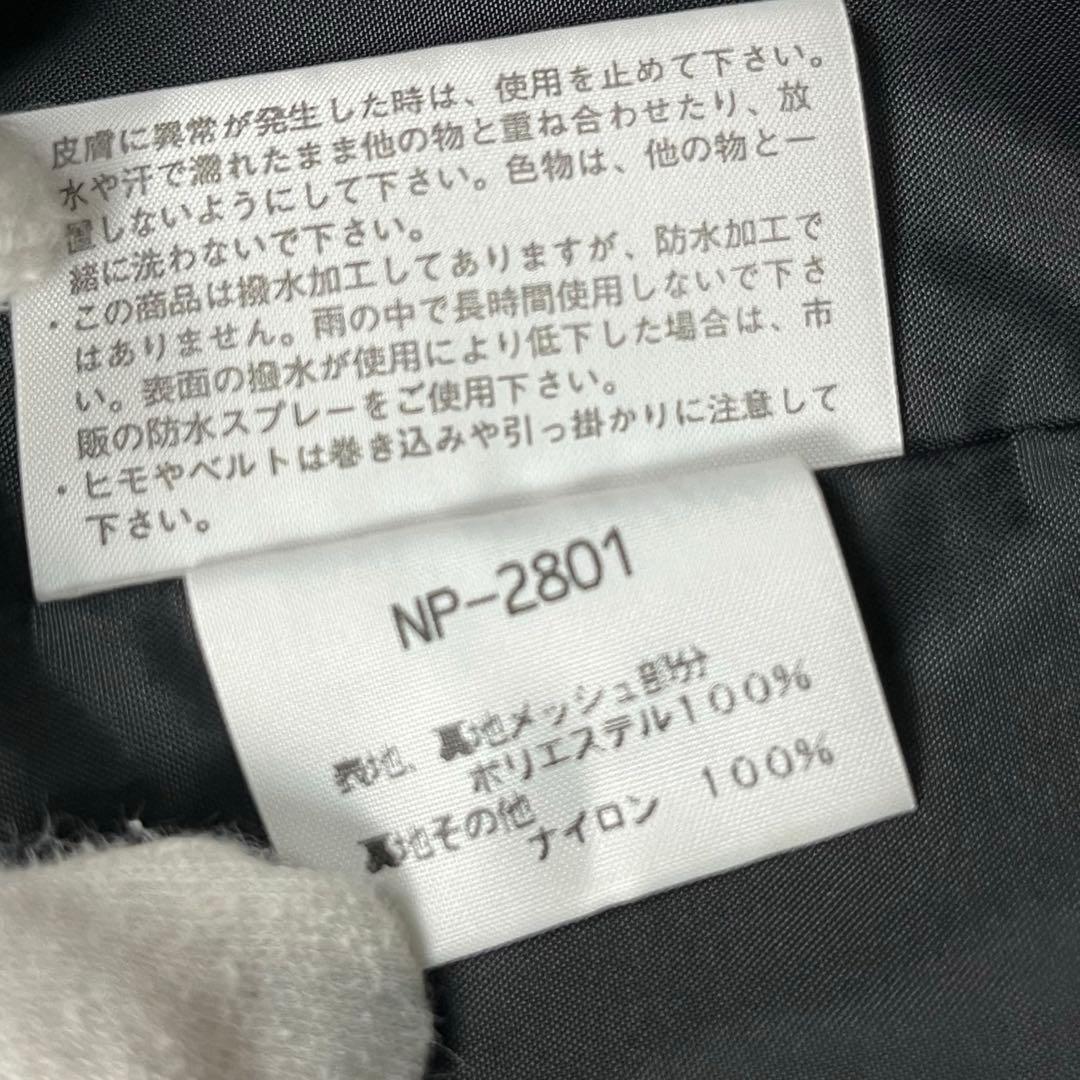 皮膚に異常が発生した時は、使用を止めて下さい。
水や汗で濡れたまま他の物と重ね合わせたり、放
置しないようにして下さい。色物は、他の物と一
緒に洗わないで下さい。
・この商品は撥水加工してありますが、防水加工で
はありません。雨の中で長時間使用しないで下さ
い。表面の撥水が使用により低下した場合は、市
販の防水スプレーをご使用下さい。
・ヒモやベルトは巻き込みや引っ掛かりに注意して
下さい。
NP-2801
表地、裏地メッシュ部分
ポリエステル100%
裏地その他
ナイロン 100%